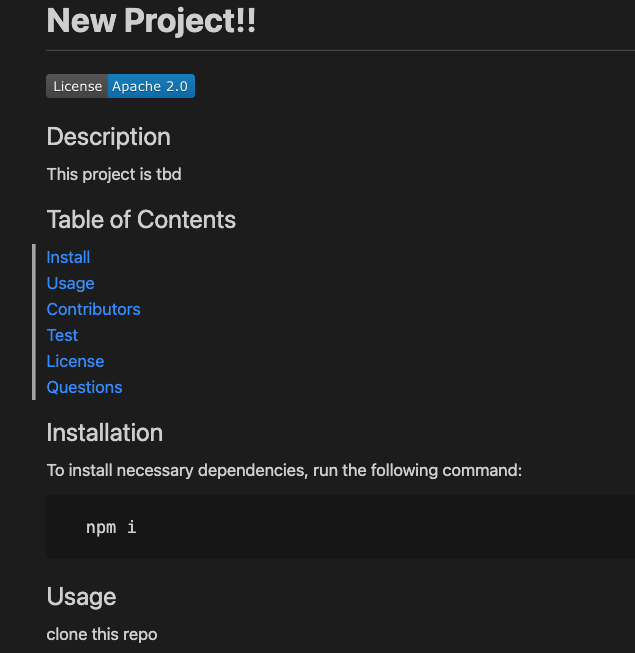 New Project!!
License Apache 2.0
Description
This project is tbd
Table of Contents
Install
Usage
Contributors
Test
License
Questions
Installation
To install necessary dependencies, run the following command:
npm i
Usage
clone this repo